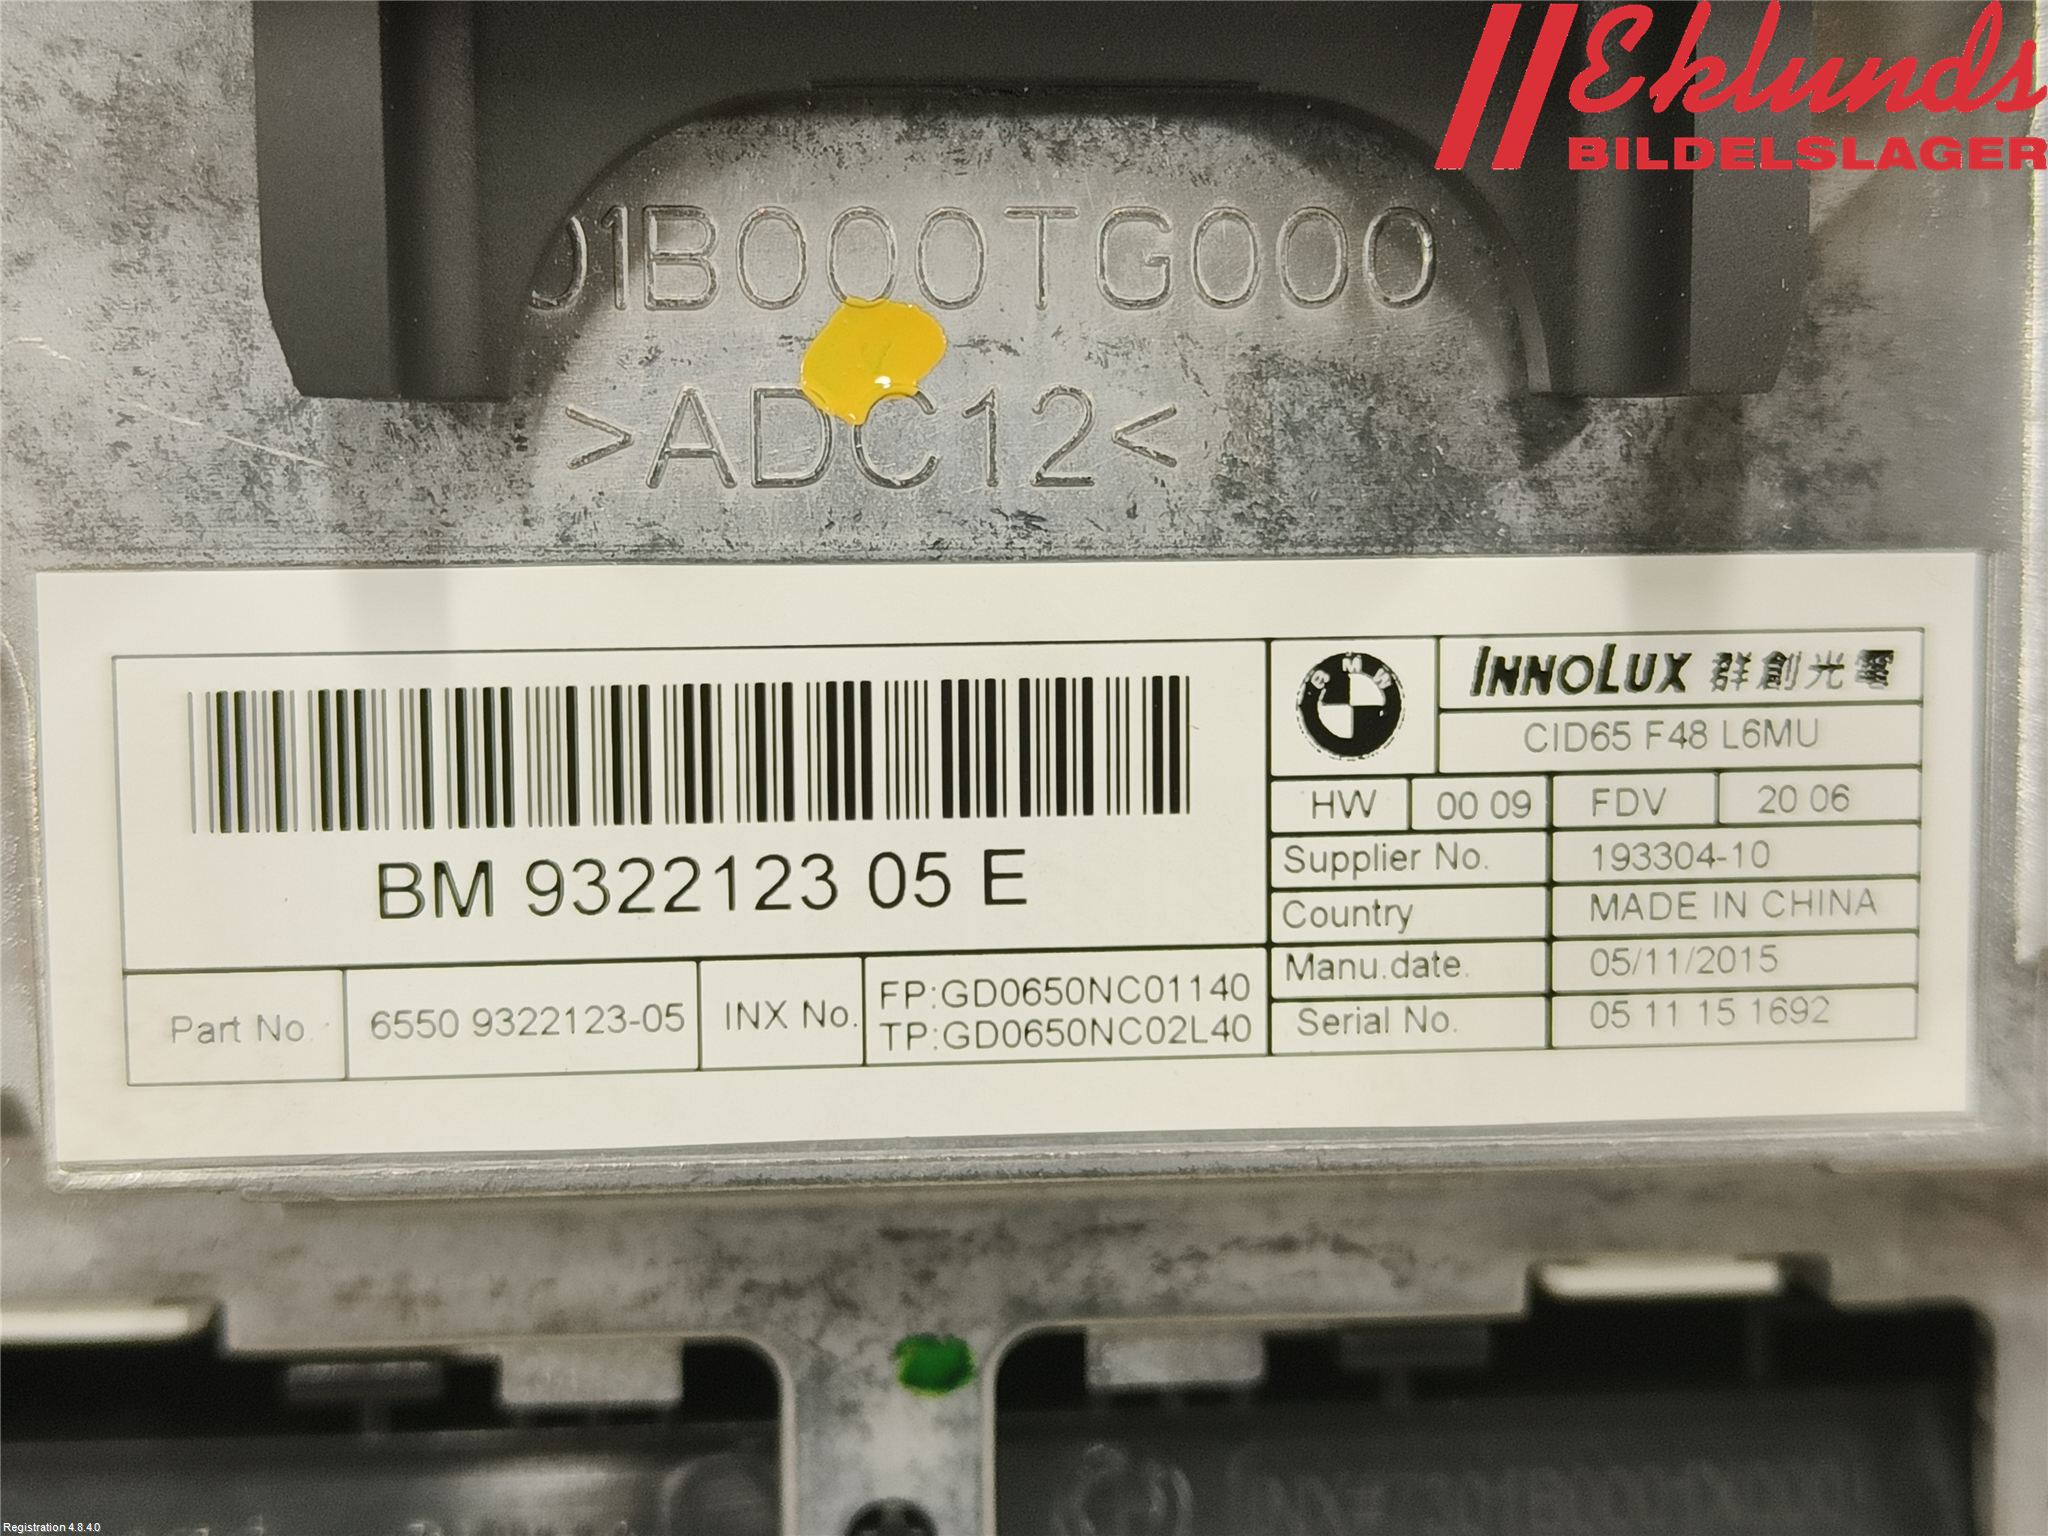 Eklunds
BILDELSLAGER
01B000TG000
>ADC12<
BM 9322123 05 E
Part No. 6550 9322123-05 INX No. FP:GD0650NC01140
TP:GD0650NC02L40
BMW
INNOLUX 群創光電
CID65 F48 L6MU
HW 00 09 FDV 20 06
Supplier No. 193304-10
Country MADE IN CHINA
Manu.date. 05/11/2015
Serial No. 05 11 15 1692
Registration 4.8.4.0